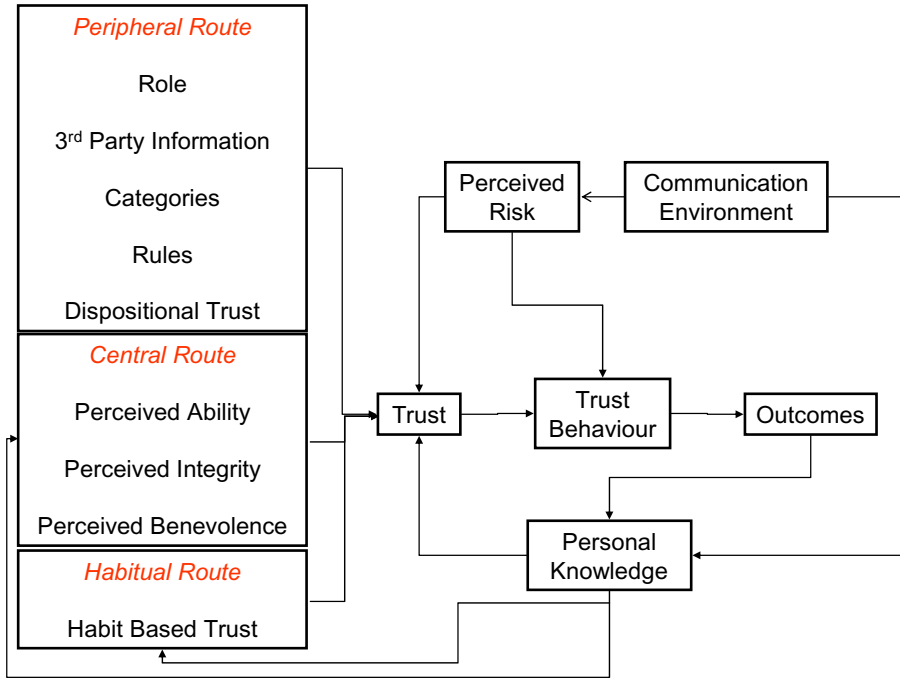 Peripheral Route
Role
3rd Party Information
Categories
Rules
Dispositional Trust
Central Route
Perceived Ability
Perceived Integrity
Perceived Benevolence
Habitual Route
Habit Based Trust
Perceived
Risk
Communication
Environment
Trust
Trust
Behaviour
Outcomes
Personal
Knowledge